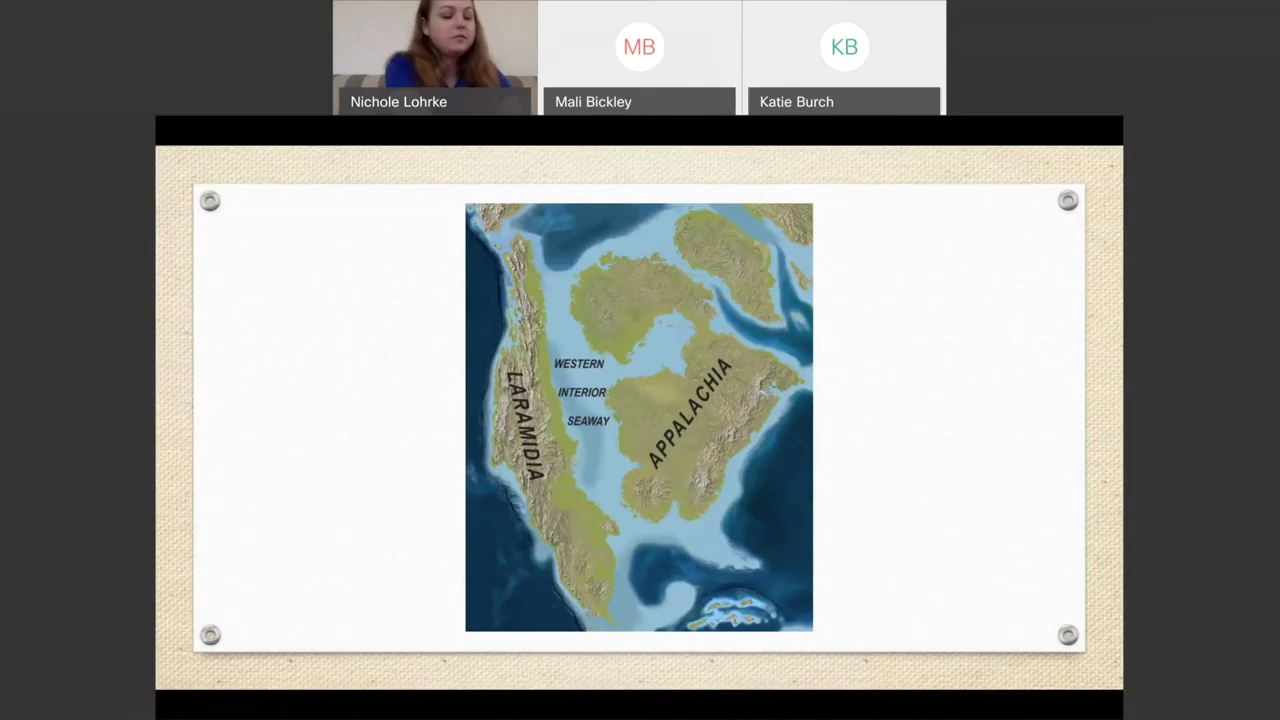 MB
KB
Nichole Lohrke
Mali Bickley
Katie Burch
WESTERN
INTERIOR
SEAWAY
LARAMIDIA
APPALACHIA